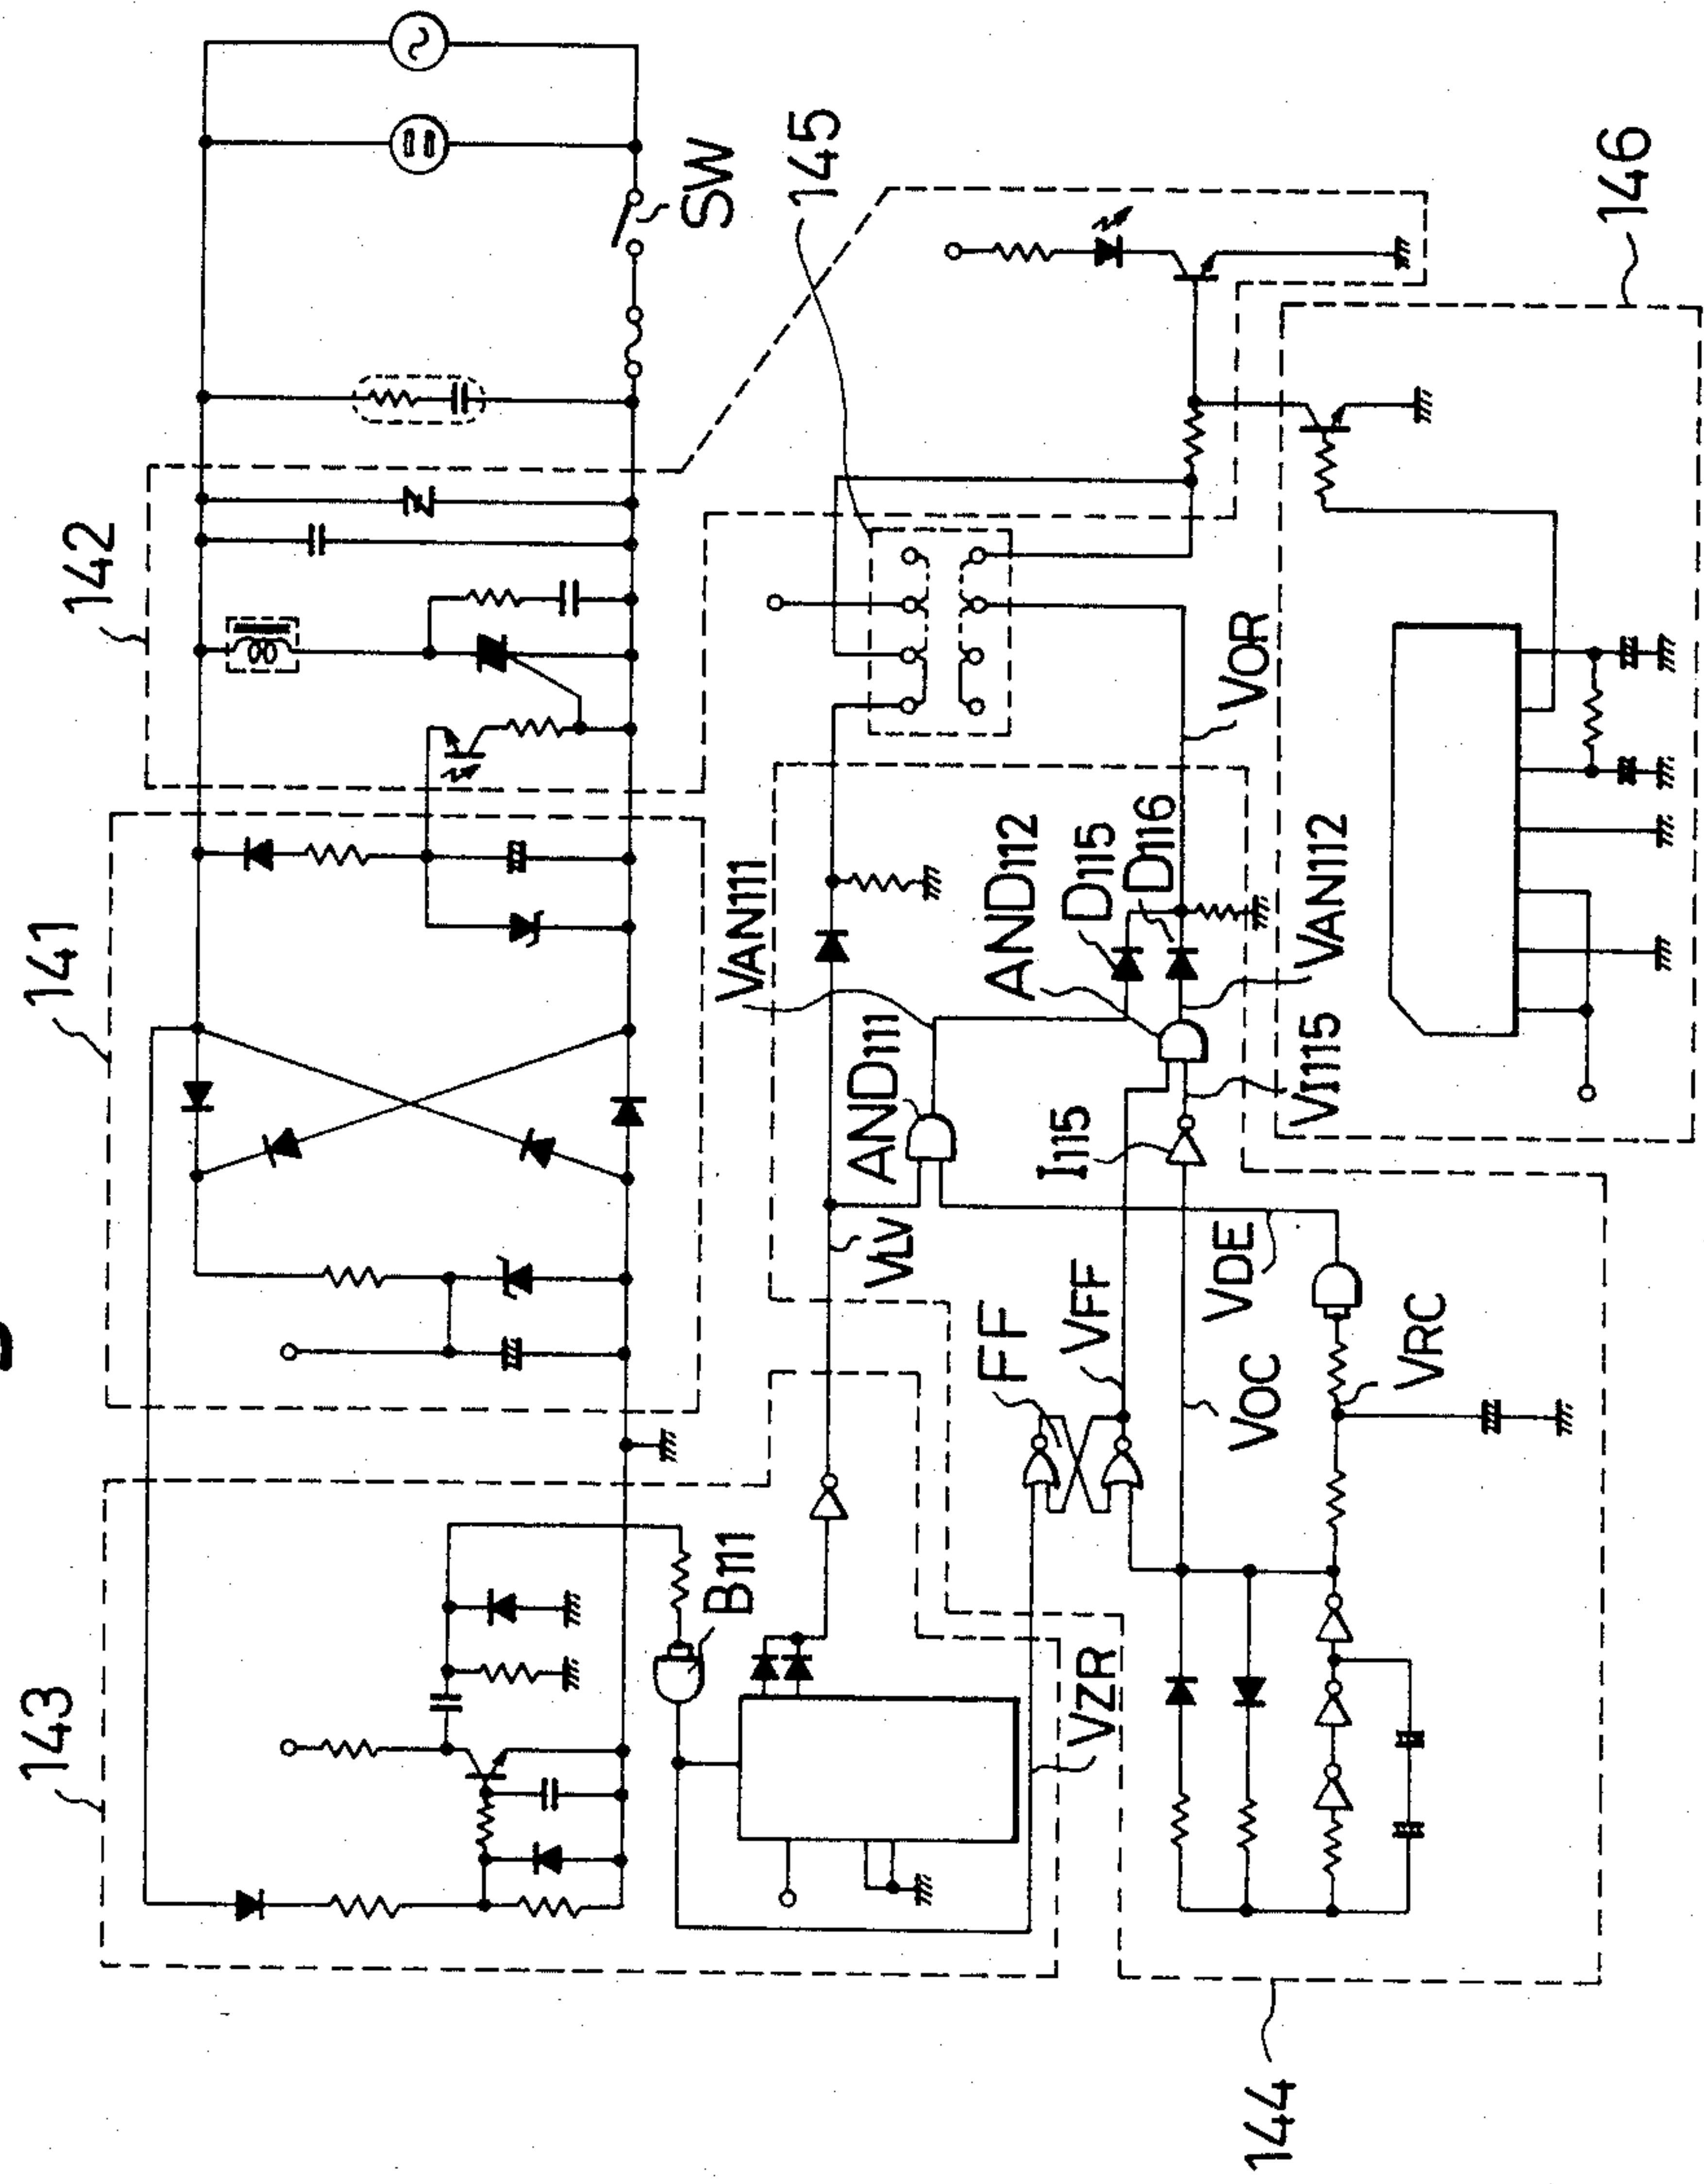 142
SW
145
146
141
VAN111
VOR
AND112
D115
D116
VAN112
AND111
I115
VI115
VLV
FF
VFF
VDE
VOC
VRC
143
B111
VZR
144